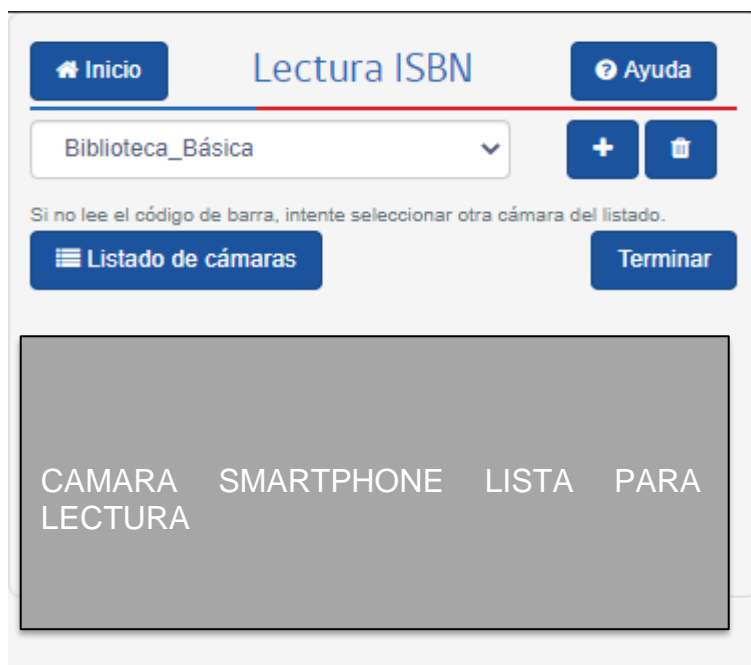 Inicio
Lectura ISBN
Ayuda
Biblioteca_Básica
Si no lee el código de barra, intente seleccionar otra cámara del listado.
Listado de cámaras
Terminar
CAMARA SMARTPHONE LISTA PARA
LECTURA